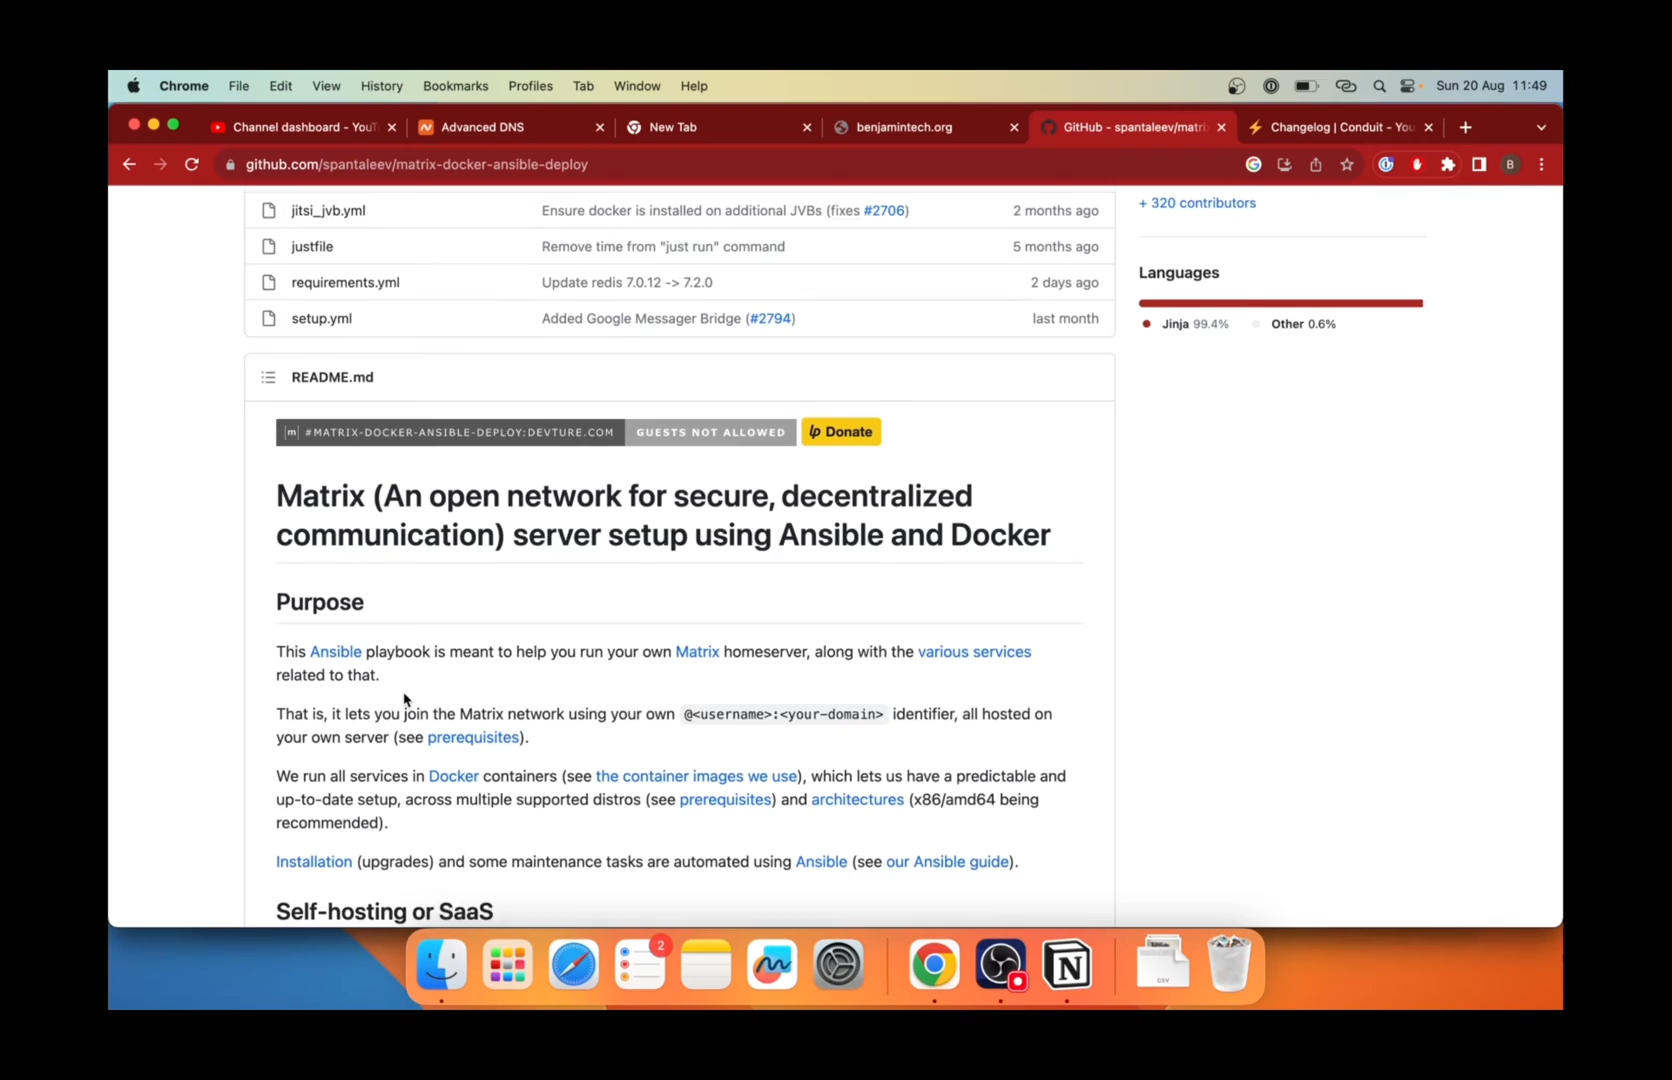 Chrome File Edit View History Bookmarks Profiles Tab Window Help Sun 20 Aug 11:49
Channel dashboard - YouT Advanced DNS New Tab benjamintech.org GitHub - spantaleev/matri Changelog | Conduit - You
github.com/spantaleev/matrix-docker-ansible-deploy B
jitsi_jvb.yml Ensure docker is installed on additional JVBs (fixes #2706) 2 months ago
+ 320 contributors
justfile Remove time from "just run" command 5 months ago
Languages
requirements.yml Update redis 7.0.12 -> 7.2.0 2 days ago
setup.yml Added Google Messager Bridge (#2794) last month
Jinja 99.4% Other 0.6%
README.md
[m] #MATRIX-DOCKER-ANSIBLE-DEPLOY:DEVTURE.COM GUESTS NOT ALLOWED lp Donate
Matrix (An open network for secure, decentralized
communication) server setup using Ansible and Docker
Purpose
This Ansible playbook is meant to help you run your own Matrix homeserver, along with the various services
related to that.
That is, it lets you join the Matrix network using your own @<username>:<your-domain> identifier, all hosted on
your own server (see prerequisites).
We run all services in Docker containers (see the container images we use), which lets us have a predictable and
up-to-date setup, across multiple supported distros (see prerequisites) and architectures (x86/amd64 being
recommended).
Installation (upgrades) and some maintenance tasks are automated using Ansible (see our Ansible guide).
Self-hosting or SaaS
2
N
CSV